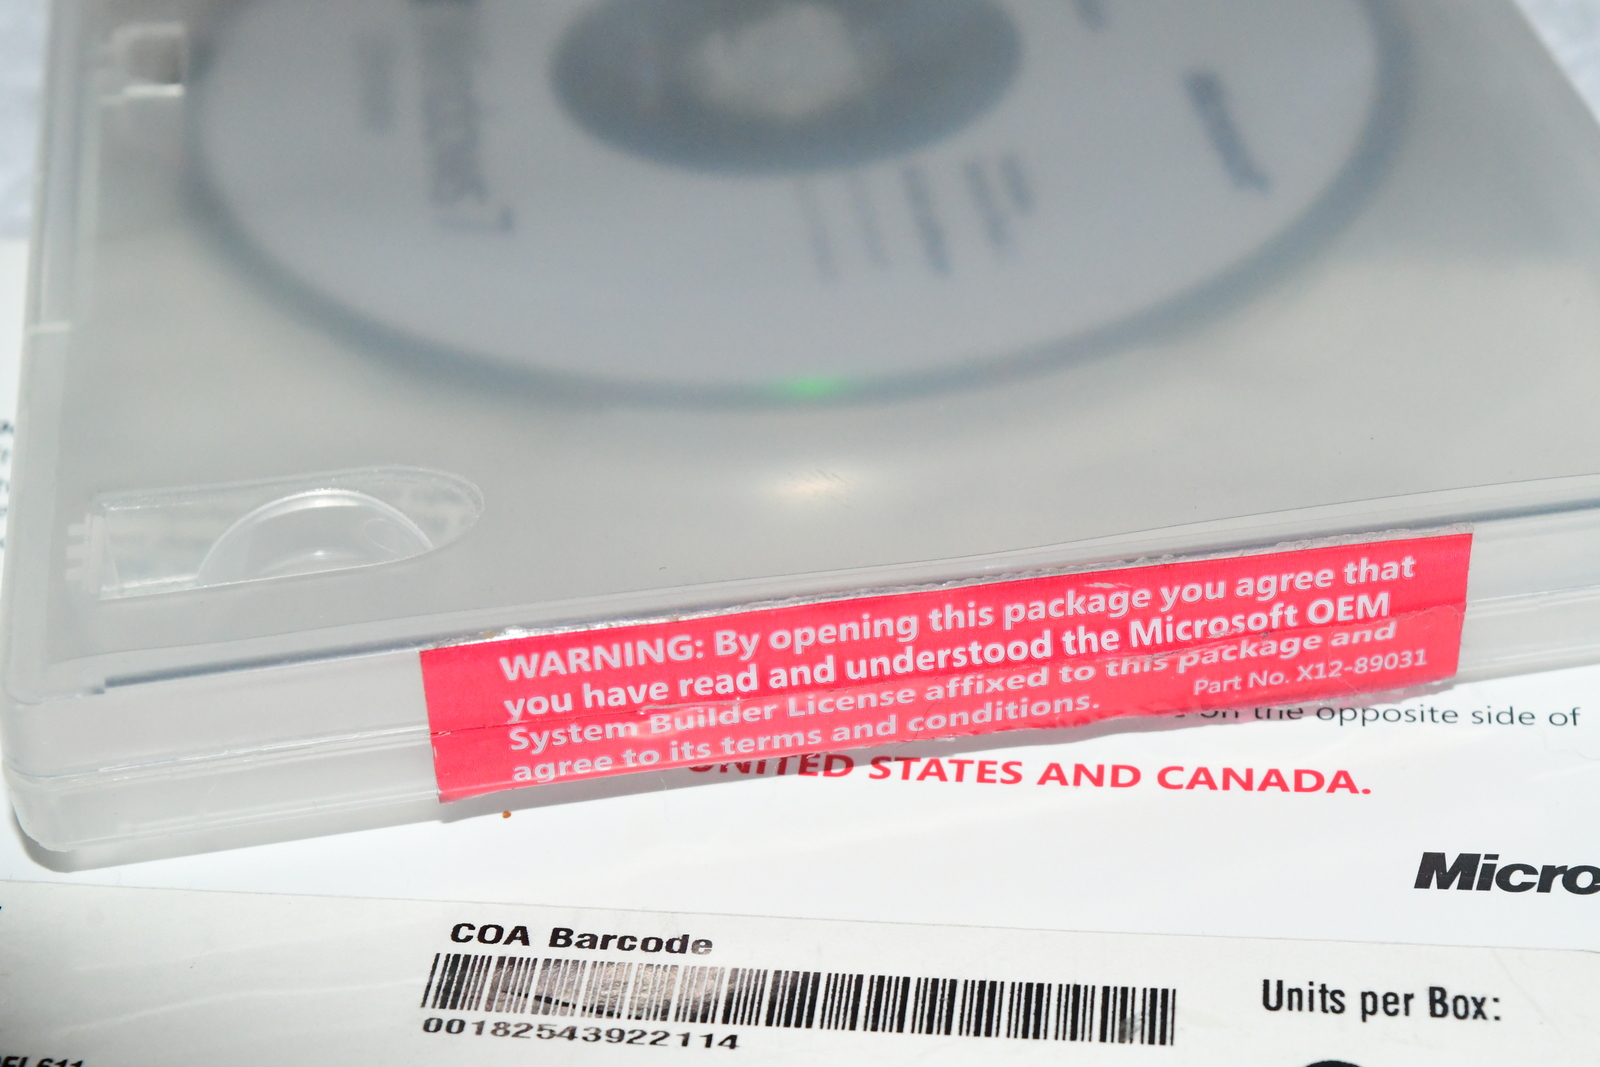 WARNING: By opening this package you agree that
you have read and understood the Microsoft OEM
System Builder License affixed to this package and
agree to its terms and conditions.
Part No. X12-89031
on the opposite side of
UNITED STATES AND CANADA.
Micro
COA Barcode
00182543922114
Units per Box: